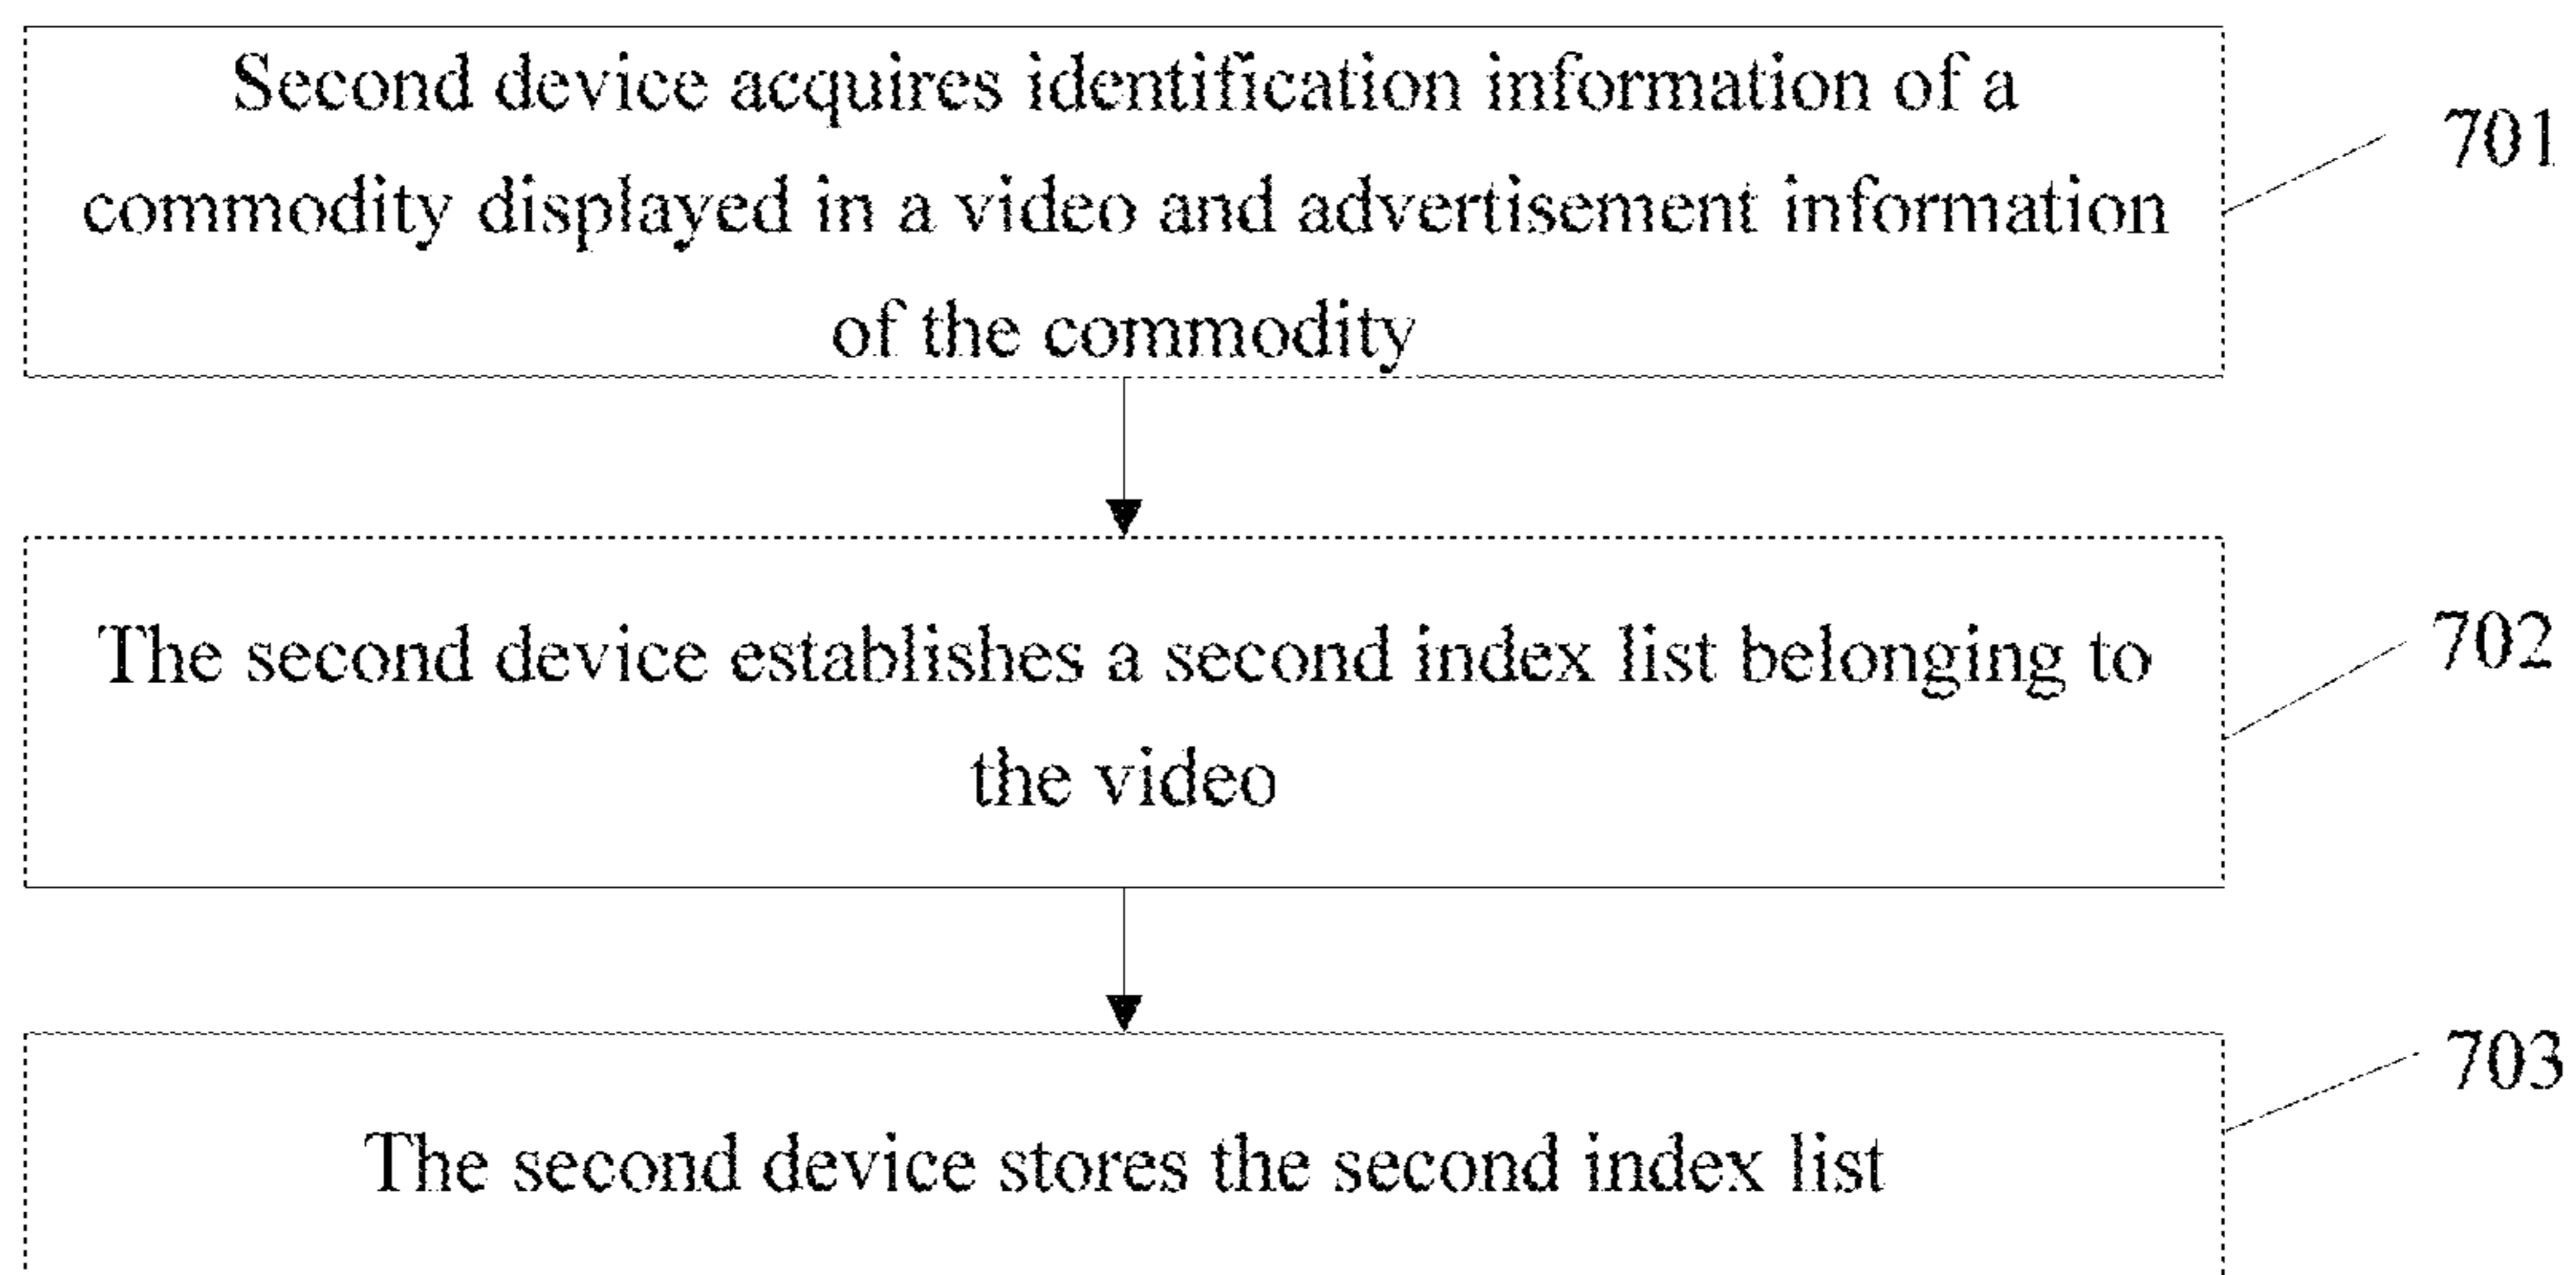 Second device acquires identification information of a
701
commodity displayed in a video and advertisement information
of the commodity
The second device establishes a second index list belonging to
702
the video
703
The second device stores the second index list